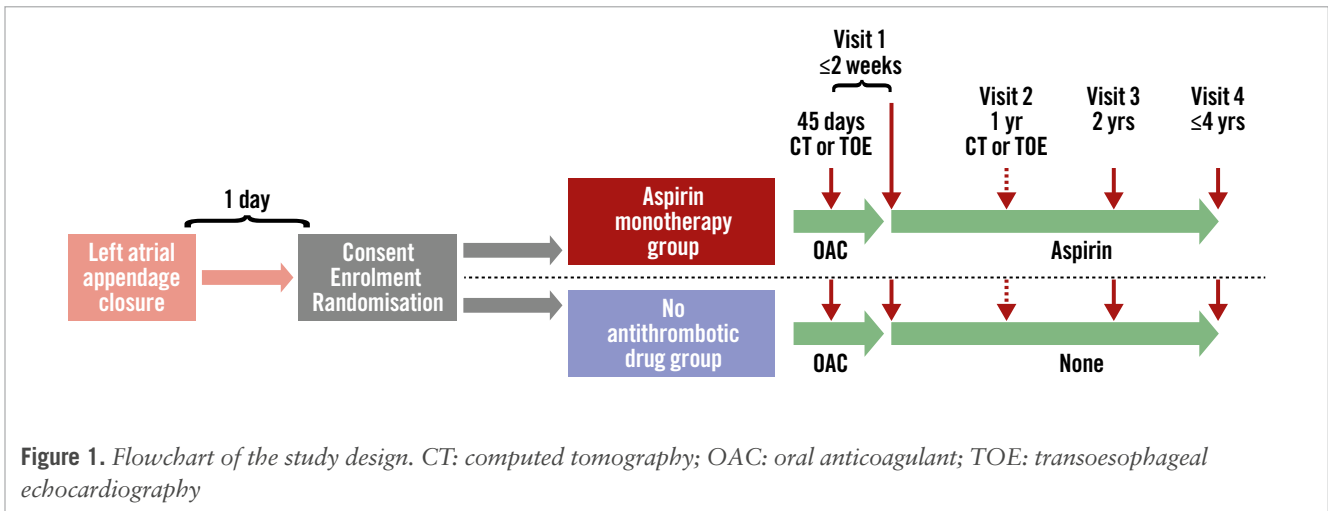 Visit 1
≤2 weeks
45 days
CT or TOE
Visit 2
1 yr
CT or TOE
Visit 3
2 yrs
Visit 4
≤4 yrs
1 day
Left atrial
appendage
closure
Consent
Enrolment
Randomisation
Aspirin
monotherapy
group
OAC
Aspirin
No
antithrombotic
drug group
OAC
None
Figure 1. Flowchart of the study design. CT: computed tomography; OAC: oral anticoagulant; TOE: transoesophageal
echocardiography